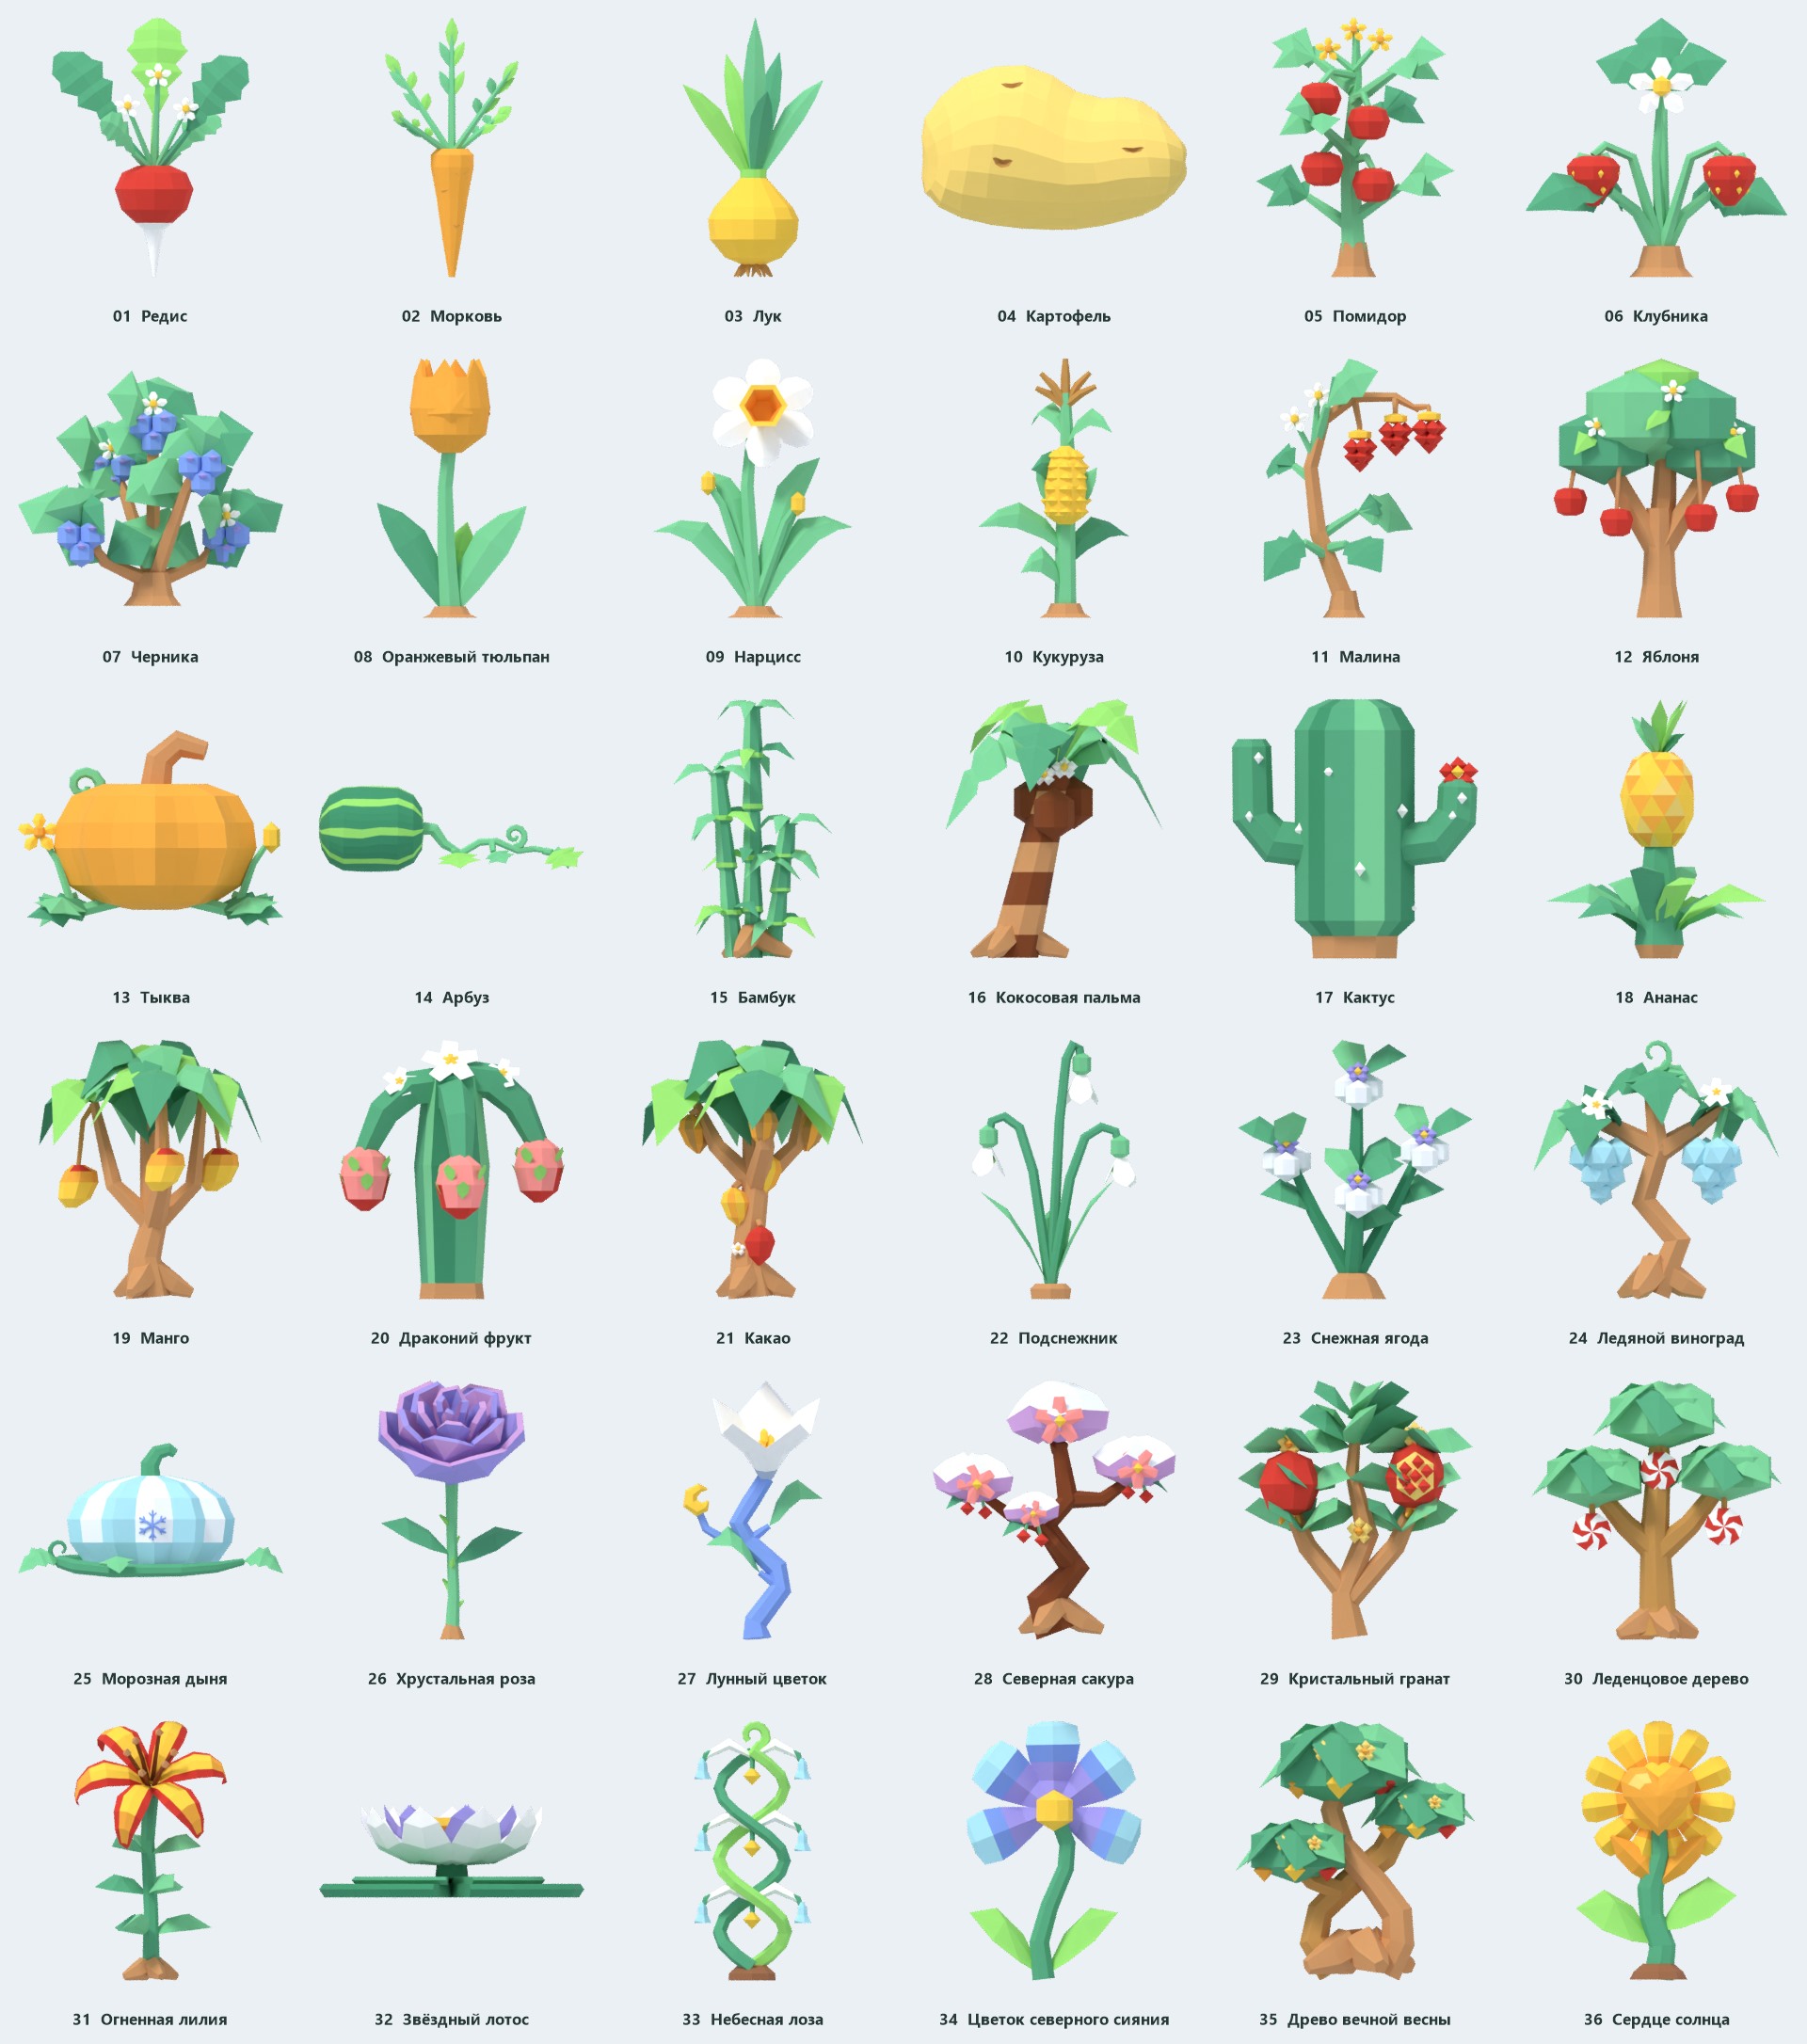 01 Редис
02 Морковь
03 Лук
04 Картофель
05 Помидор
06 Клубника
07 Черника
08 Оранжевый тюльпан
09 Нарцисс
10 Кукуруза
11 Малина
12 Яблоня
13 Тыква
14 Арбуз
15 Бамбук
16 Кокосовая пальма
17 Кактус
18 Ананас
19 Манго
20 Драконий фрукт
21 Какао
22 Подснежник
23 Снежная ягода
24 Ледяной виноград
25 Морозная дыня
26 Хрустальная роза
27 Лунный цветок
28 Северная сакура
29 Кристальный гранат
30 Леденцовое дерево
31 Огненная лилия
32 Звёздный лотос
33 Небесная лоза
34 Цветок северного сияния
35 Древо вечной весны
36 Сердце солнца